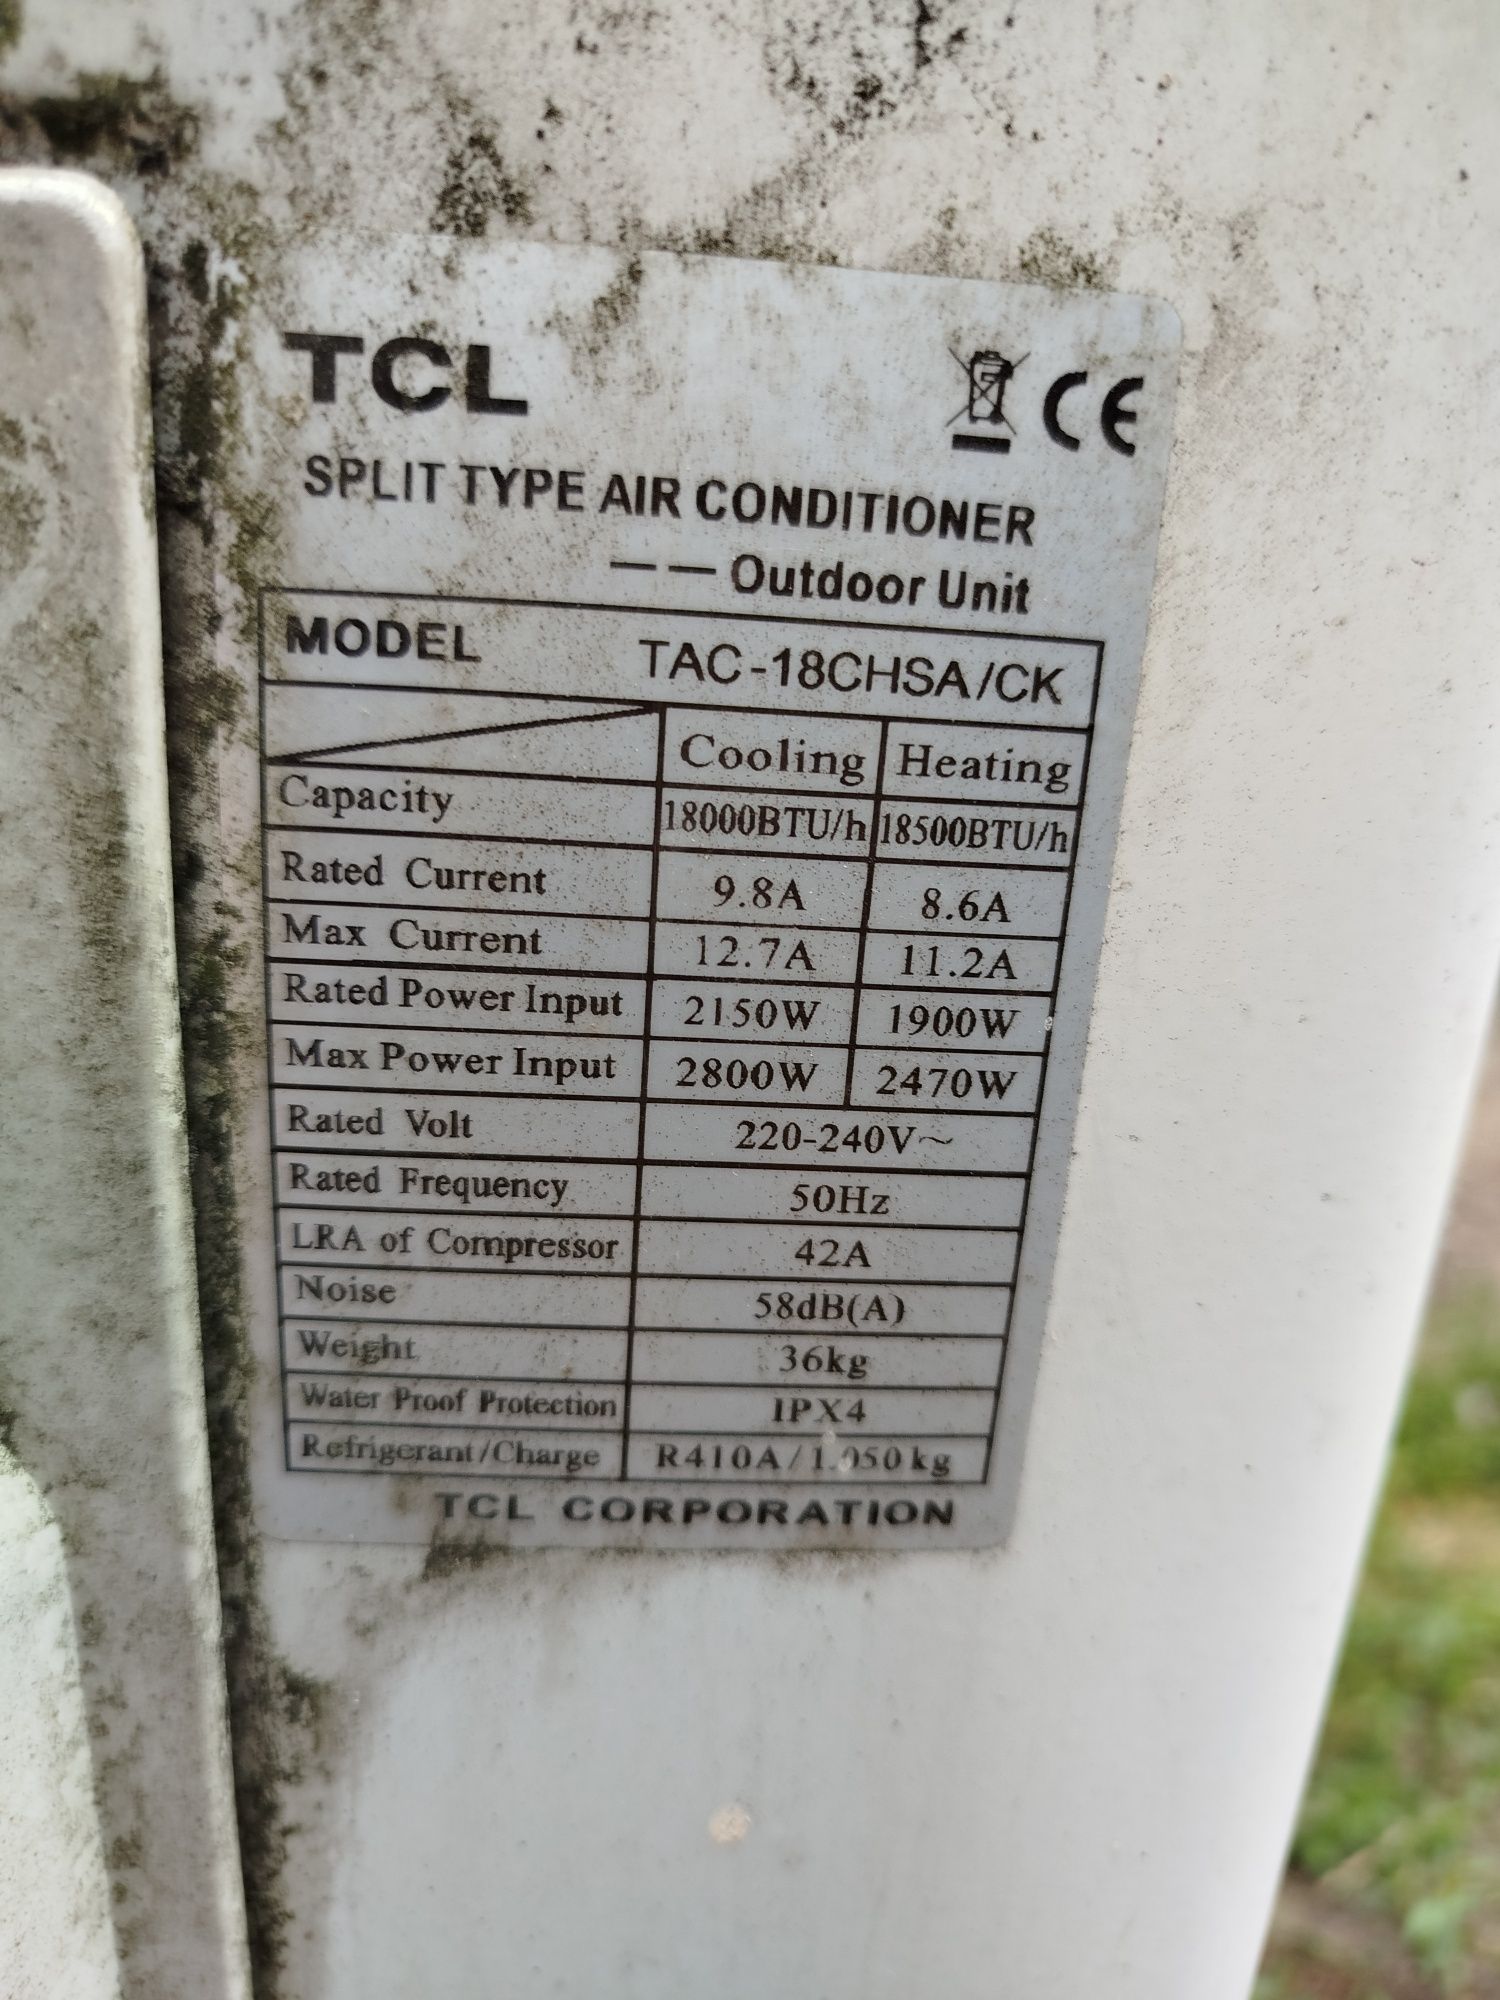 TCL CE
SPLIT TYPE AIR CONDITIONER
—— Outdoor Unit
MODEL TAC-18CHSA/CK
Cooling Heating
Capacity 18000BTU/h 18500BTU/h
Rated Current 9.8A 8.6A
Max Current 12.7A 11.2A
Rated Power Input 2150W 1900W
Max Power Input 2800W 2470W
Rated Volt 220-240V~
Rated Frequency 50Hz
LRA of Compressor 42A
Noise 58dB(A)
Weight 36kg
Water Proof Protection IPX4
Refrigerant/Charge R410A/1.050kg
TCL CORPORATION